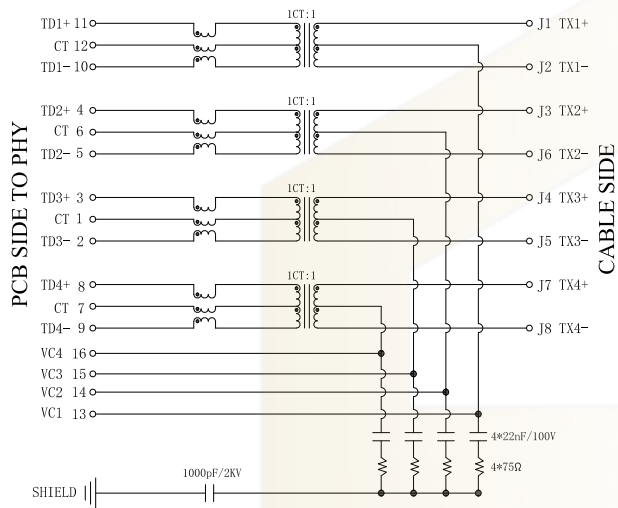 1CT:1
TD1+ 11 J1 TX1+
CT 12
TD1- 10 J2 TX1-
1CT:1
TD2+ 4 J3 TX2+
CT 6
TD2- 5 J6 TX2-
1CT:1
TD3+ 3 J4 TX3+
CT 1
TD3- 2 J5 TX3-
1CT:1
TD4+ 8 J7 TX4+
CT 7
TD4- 9 J8 TX4-
VC4 16
VC3 15
VC2 14
VC1 13
4*22nF/100V
4*75Ω
1000pF/2KV
SHIELD
PCB SIDE TO PHY
CABLE SIDE